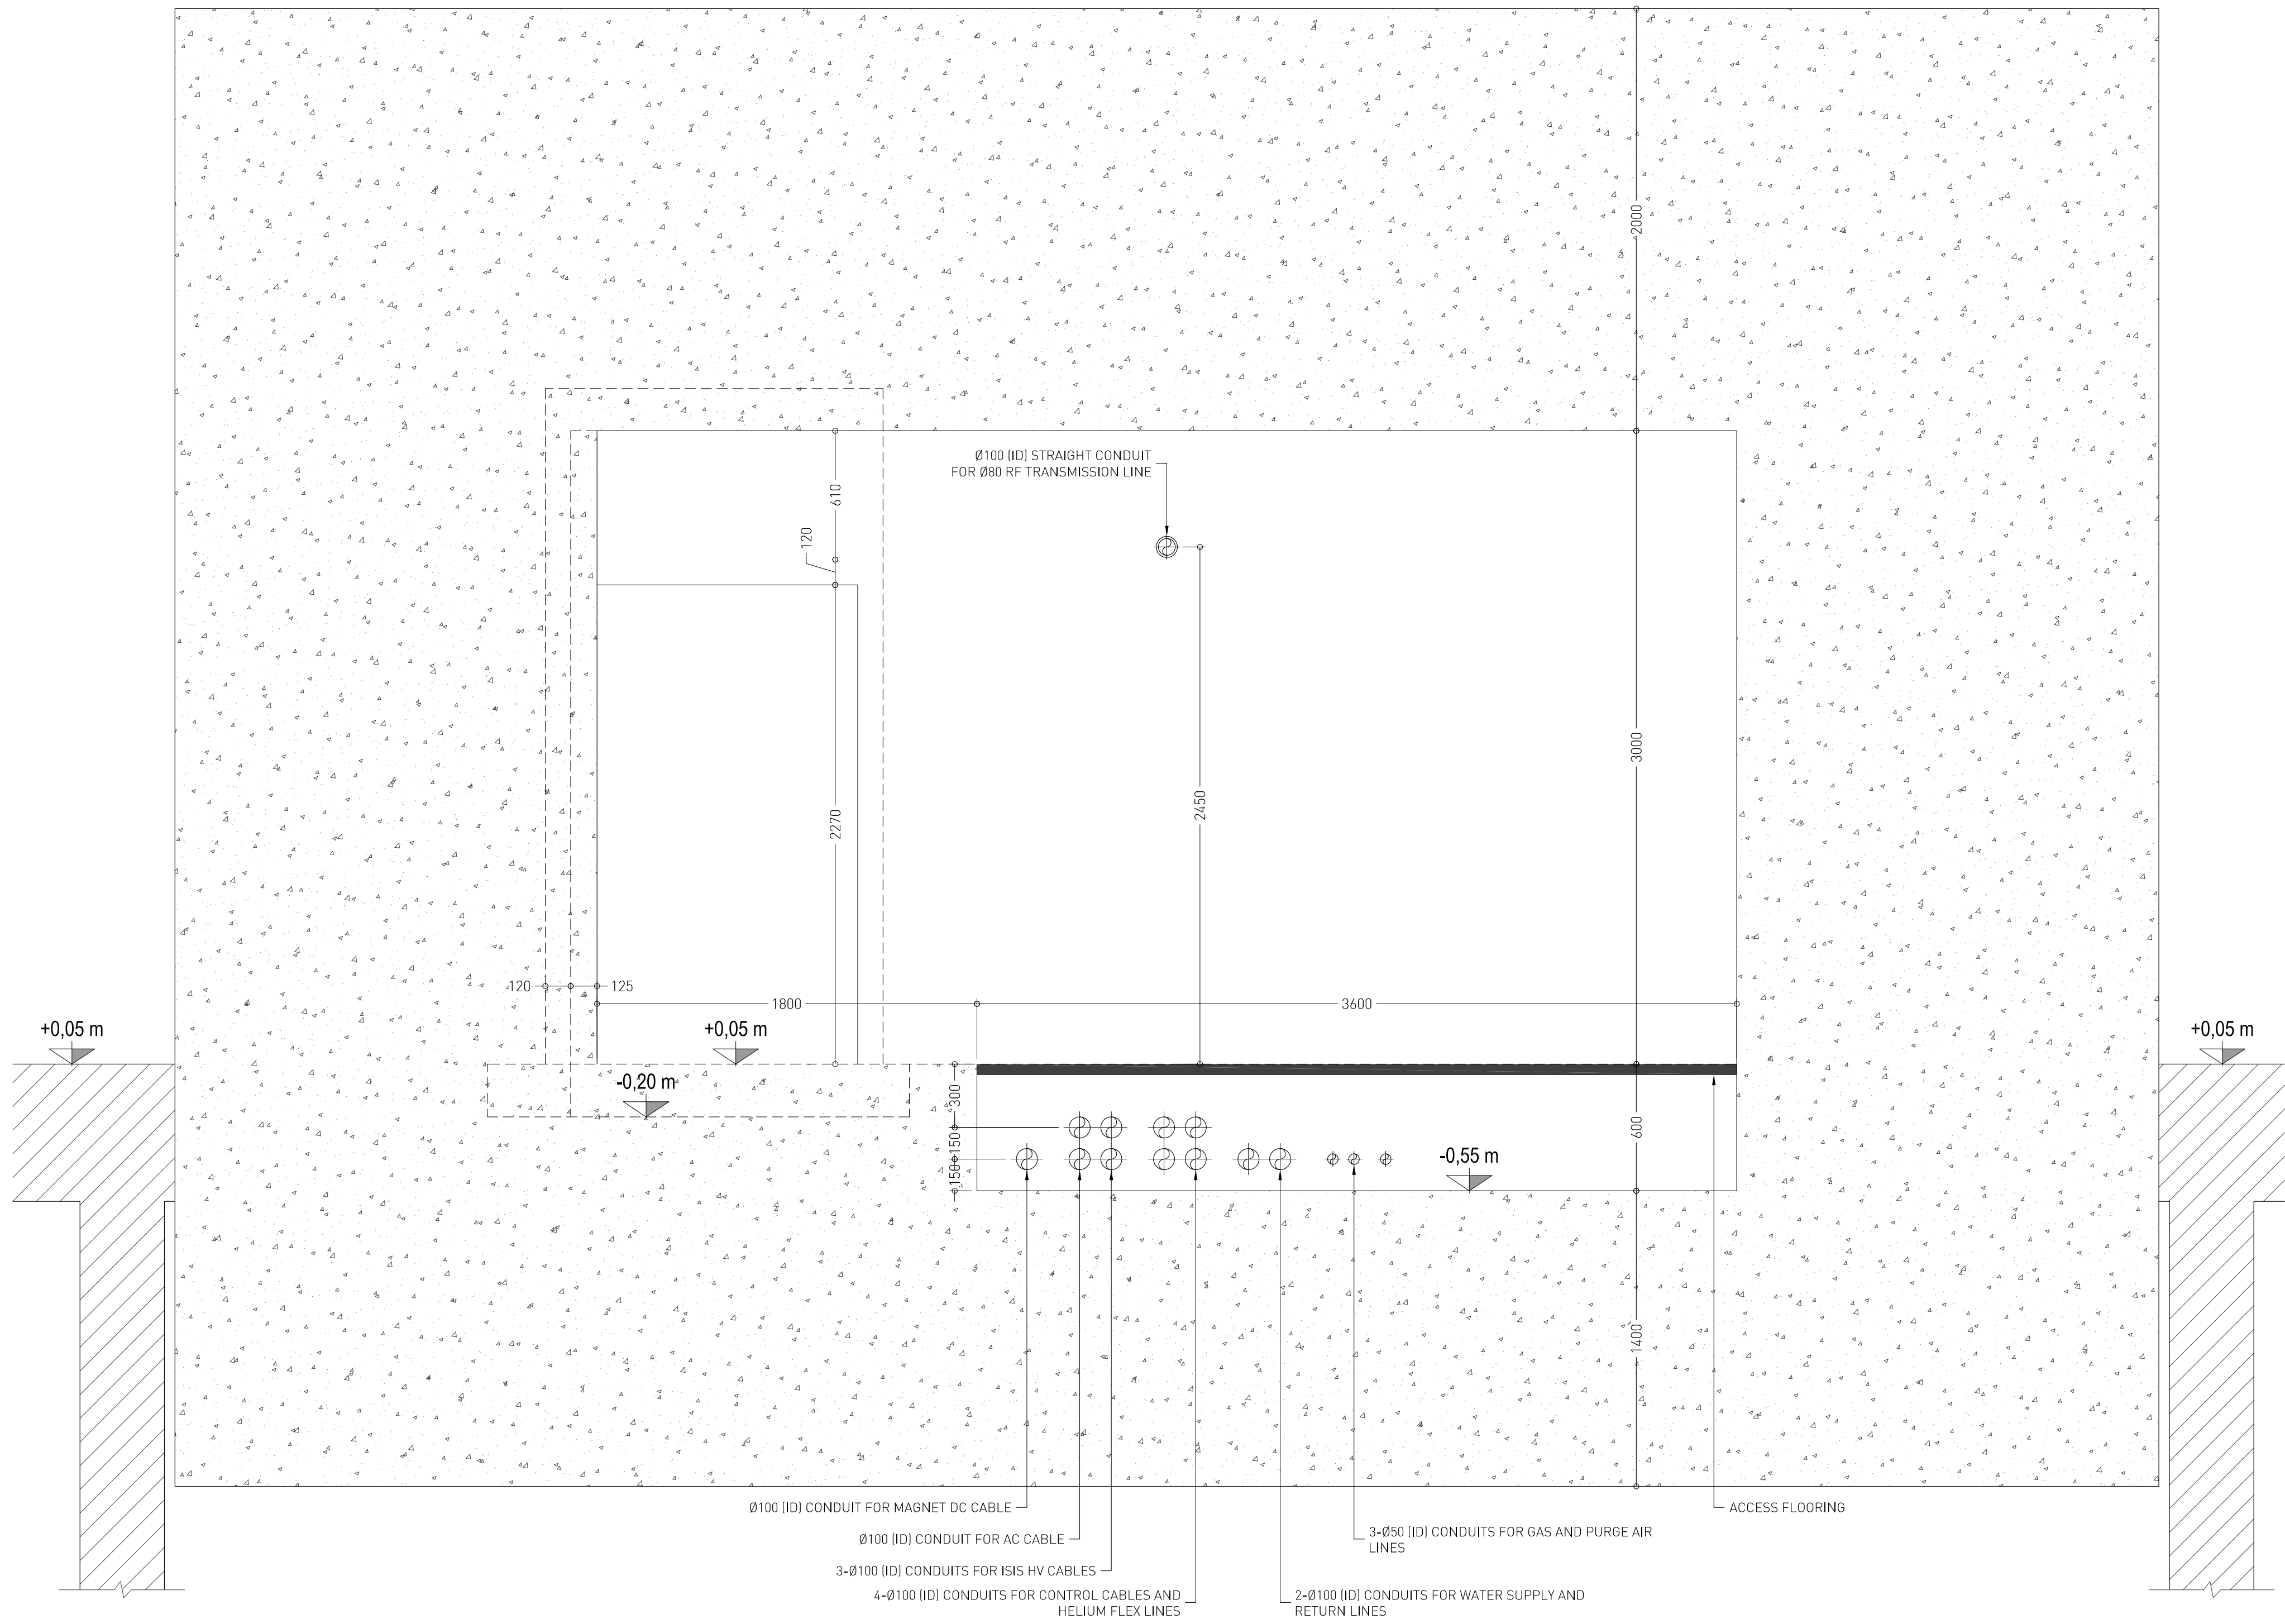 2000
Ø100 (ID) STRAIGHT CONDUIT
FOR Ø80 RF TRANSMISSION LINE
610
120
3000
2450
2270
120
125
1800
3600
+0,05 m
+0,05 m
+0,05 m
-0,20 m
300
150
150
600
-0,55 m
1400
Ø100 (ID) CONDUIT FOR MAGNET DC CABLE
ACCESS FLOORING
Ø100 (ID) CONDUIT FOR AC CABLE
3-Ø50 (ID) CONDUITS FOR GAS AND PURGE AIR
LINES
3-Ø100 (ID) CONDUITS FOR ISIS HV CABLES
4-Ø100 (ID) CONDUITS FOR CONTROL CABLES AND
HELIUM FLEX LINES
2-Ø100 (ID) CONDUITS FOR WATER SUPPLY AND
RETURN LINES